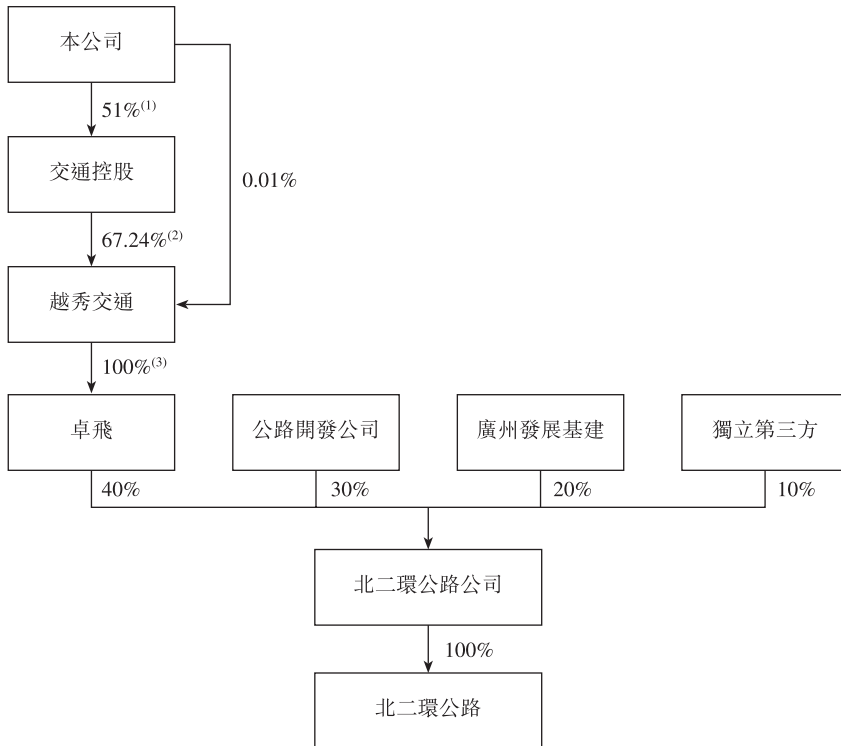 本公司
51%(1)
交通控股
0.01%
67.24%(2)
越秀交通
100%(3)
卓飛
公路開發公司
廣州發展基建
獨立第三方
40%
30%
20%
10%
北二環公路公司
100%
北二環公路